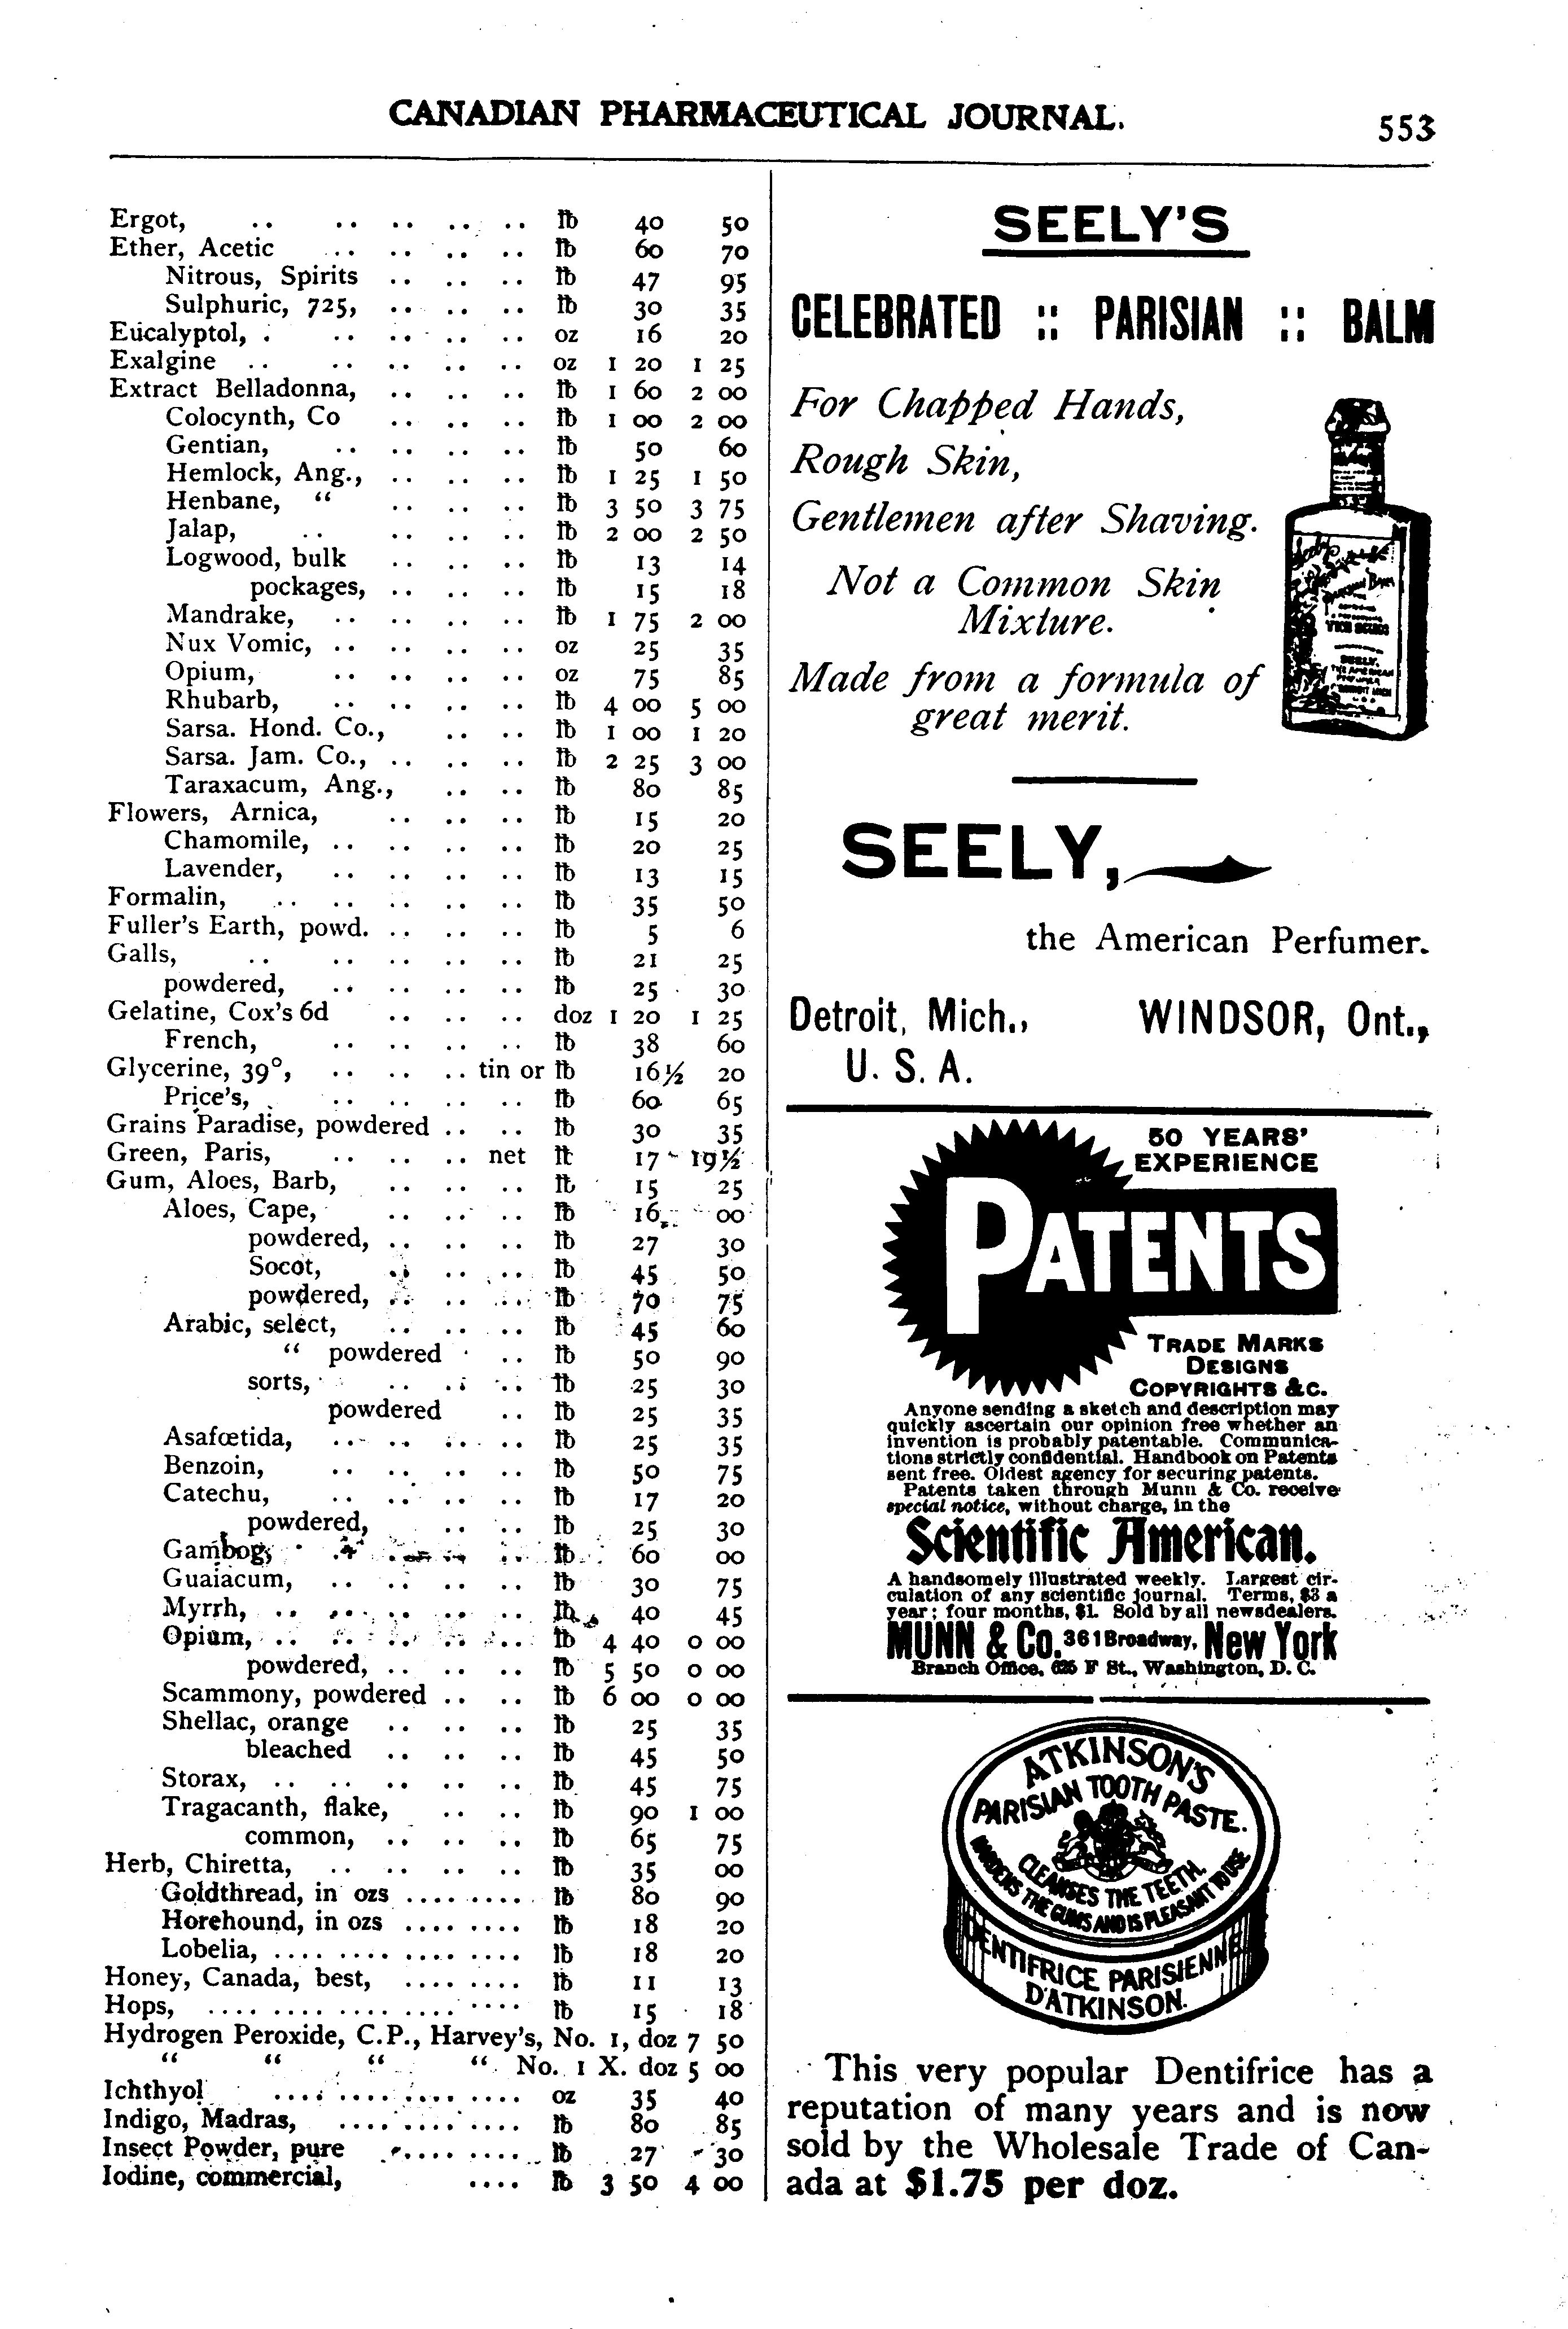 CANADIAN PHARMACEUTICAL JOURNAL.
553
Ergot, .. .. .. .. .. ℔ 40 50
Ether, Acetic .. .. .. .. ℔ 60 70
Nitrous, Spirits .. .. .. ℔ 47 95
Sulphuric, 725, .. .. .. ℔ 30 35
Eucalyptol, . .. .. .. .. oz 16 20
Exalgine .. .. .. .. .. oz 1 20 1 25
Extract Belladonna, .. .. .. ℔ 1 60 2 00
Colocynth, Co .. .. .. ℔ 1 00 2 00
Gentian, .. .. .. .. ℔ 50 60
Hemlock, Ang., .. .. .. ℔ 1 25 1 50
Henbane, “ .. .. .. ℔ 3 50 3 75
Jalap, .. .. .. .. ℔ 2 00 2 50
Logwood, bulk .. .. .. ℔ 13 14
pockages, .. .. .. ℔ 15 18
Mandrake, .. .. .. .. ℔ 1 75 2 00
Nux Vomic, .. .. .. .. oz 25 35
Opium, .. .. .. .. oz 75 85
Rhubarb, .. .. .. .. ℔ 4 00 5 00
Sarsa. Hond. Co., .. .. ℔ 1 00 1 20
Sarsa. Jam. Co., .. .. .. ℔ 2 25 3 00
Taraxacum, Ang., .. .. ℔ 80 85
Flowers, Arnica, .. .. .. ℔ 15 20
Chamomile, .. .. .. .. ℔ 20 25
Lavender, .. .. .. .. ℔ 13 15
Formalin, .. .. .. .. .. ℔ 35 50
Fuller's Earth, powd. .. .. .. ℔ 5 6
Galls, .. .. .. .. .. ℔ 21 25
powdered, .. .. .. .. ℔ 25 30
Gelatine, Cox's 6d .. .. .. doz 1 20 1 25
French, .. .. .. .. ℔ 38 60
Glycerine, 39°, .. .. .. tin or ℔ 16½ 20
Price's, .. .. .. .. ℔ 60 65
Grains Paradise, powdered .. .. ℔ 30 35
Green, Paris, .. .. .. net ℔ 17 19½
Gum, Aloes, Barb, .. .. .. ℔ 15 25
Aloes, Cape, .. .. .. ℔ 16 00
powdered, .. .. .. ℔ 27 30
Socot, .. .. .. ℔ 45 50
powdered, .. .. .. ℔ 70 75
Arabic, select, .. .. .. ℔ 45 60
“ powdered .. ℔ 50 90
sorts, .. .. .. ℔ 25 30
powdered .. ℔ 25 35
Asafœtida, .. .. .. .. ℔ 25 35
Benzoin, .. .. .. .. ℔ 50 75
Catechu, .. .. .. .. ℔ 17 20
powdered, .. .. ℔ 25 30
Gambog, .. .. .. ℔ 60 00
Guaiacum, .. .. .. .. ℔ 30 75
Myrrh, .. .. .. .. .. ℔ 40 45
Opium, .. .. .. .. .. ℔ 4 40 0 00
powdered, .. .. .. ℔ 5 50 0 00
Scammony, powdered .. .. ℔ 6 00 0 00
Shellac, orange .. .. .. ℔ 25 35
bleached .. .. .. ℔ 45 50
Storax, .. .. .. .. .. ℔ 45 75
Tragacanth, flake, .. .. ℔ 90 1 00
common, .. .. .. ℔ 65 75
Herb, Chiretta, .. .. .. .. ℔ 35 00
Goldthread, in ozs .... .... ℔ 80 90
Horehound, in ozs .... .... ℔ 18 20
Lobelia, .... .... .... .... ℔ 18 20
Honey, Canada, best, .... .... ℔ 11 13
Hops, .... .... .... .... .... ℔ 15 18
Hydrogen Peroxide, C.P., Harvey's, No. 1, doz 7 50
“ “ “ “ No. 1 X. doz 5 00
Ichthyol .... .... .... .... oz 35 40
Indigo, Madras, .... .... .... ℔ 80 85
Insect Powder, pure .... .... ℔ 27 30
Iodine, commercial, .... ℔ 3 50 4 00
SEELY'S
CELEBRATED :: PARISIAN :: BALM
For Chapped Hands,
Rough Skin,
Gentlemen after Shaving.
Not a Common Skin
Mixture.
Made from a formula of
great merit.
SEELY,
the American Perfumer.
Detroit, Mich., WINDSOR, Ont.,
U. S. A.
50 YEARS'
EXPERIENCE
PATENTS
TRADE MARKS
DESIGNS
COPYRIGHTS &C.
Anyone sending a sketch and description may
quickly ascertain our opinion free whether an
invention is probably patentable. Communica-
tions strictly confidential. Handbook on Patents
sent free. Oldest agency for securing patents.
Patents taken through Munn & Co. receive
special notice, without charge, in the
Scientific American.
A handsomely illustrated weekly. Largest cir-
culation of any scientific journal. Terms, $3 a
year; four months, $1. Sold by all newsdealers.
MUNN & Co. 361 Broadway, New York
Branch Office, 625 F St., Washington, D. C.
ATKINSON'S
PARISIAN TOOTH PASTE.
CLEANSES THE TEETH,
HARDENS THE GUMS AND IS PLEASANT TO USE
DENTIFRICE PARISIENNE
D'ATKINSON.
This very popular Dentifrice has a
reputation of many years and is now
sold by the Wholesale Trade of Can-
ada at $1.75 per doz.